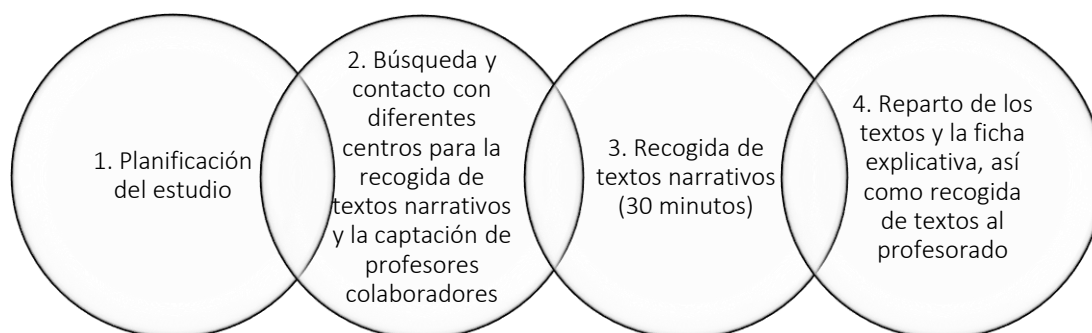 1. Planificación
del estudio
2. Búsqueda y
contacto con
diferentes
centros para la
recogida de
textos narrativos
y la captación de
profesores
colaboradores
3. Recogida de
textos narrativos
(30 minutos)
4. Reparto de los
textos y la ficha
explicativa, así
como recogida
de textos al
profesorado